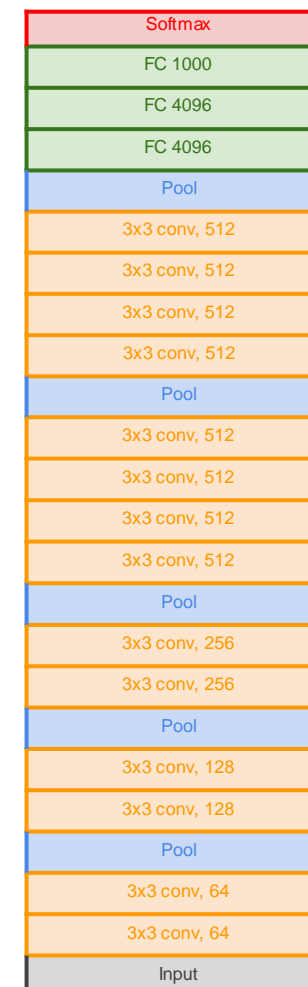 Softmax
FC 1000
FC 4096
FC 4096
Pool
3x3 conv, 512
3x3 conv, 512
3x3 conv, 512
3x3 conv, 512
Pool
3x3 conv, 512
3x3 conv, 512
3x3 conv, 512
3x3 conv, 512
Pool
3x3 conv, 256
3x3 conv, 256
Pool
3x3 conv, 128
3x3 conv, 128
Pool
3x3 conv, 64
3x3 conv, 64
Input